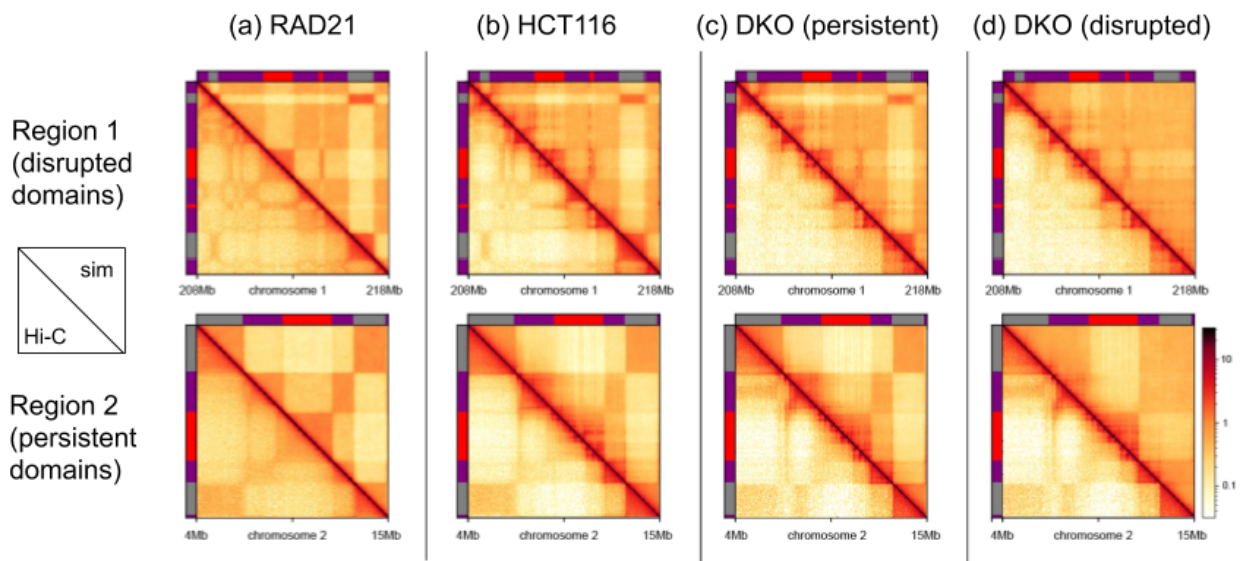 (a) RAD21
(b) HCT116
(c) DKO (persistent)
(d) DKO (disrupted)
Region 1
(disrupted
domains)
208Mb chromosome 1 218Mb
208Mb chromosome 1 218Mb
208Mb chromosome 1 218Mb
208Mb chromosome 1 218Mb
sim
Hi-C
Region 2
(persistent
domains)
4Mb chromosome 2 15Mb
4Mb chromosome 2 15Mb
4Mb chromosome 2 15Mb
4Mb chromosome 2 15Mb
10
1
0.1